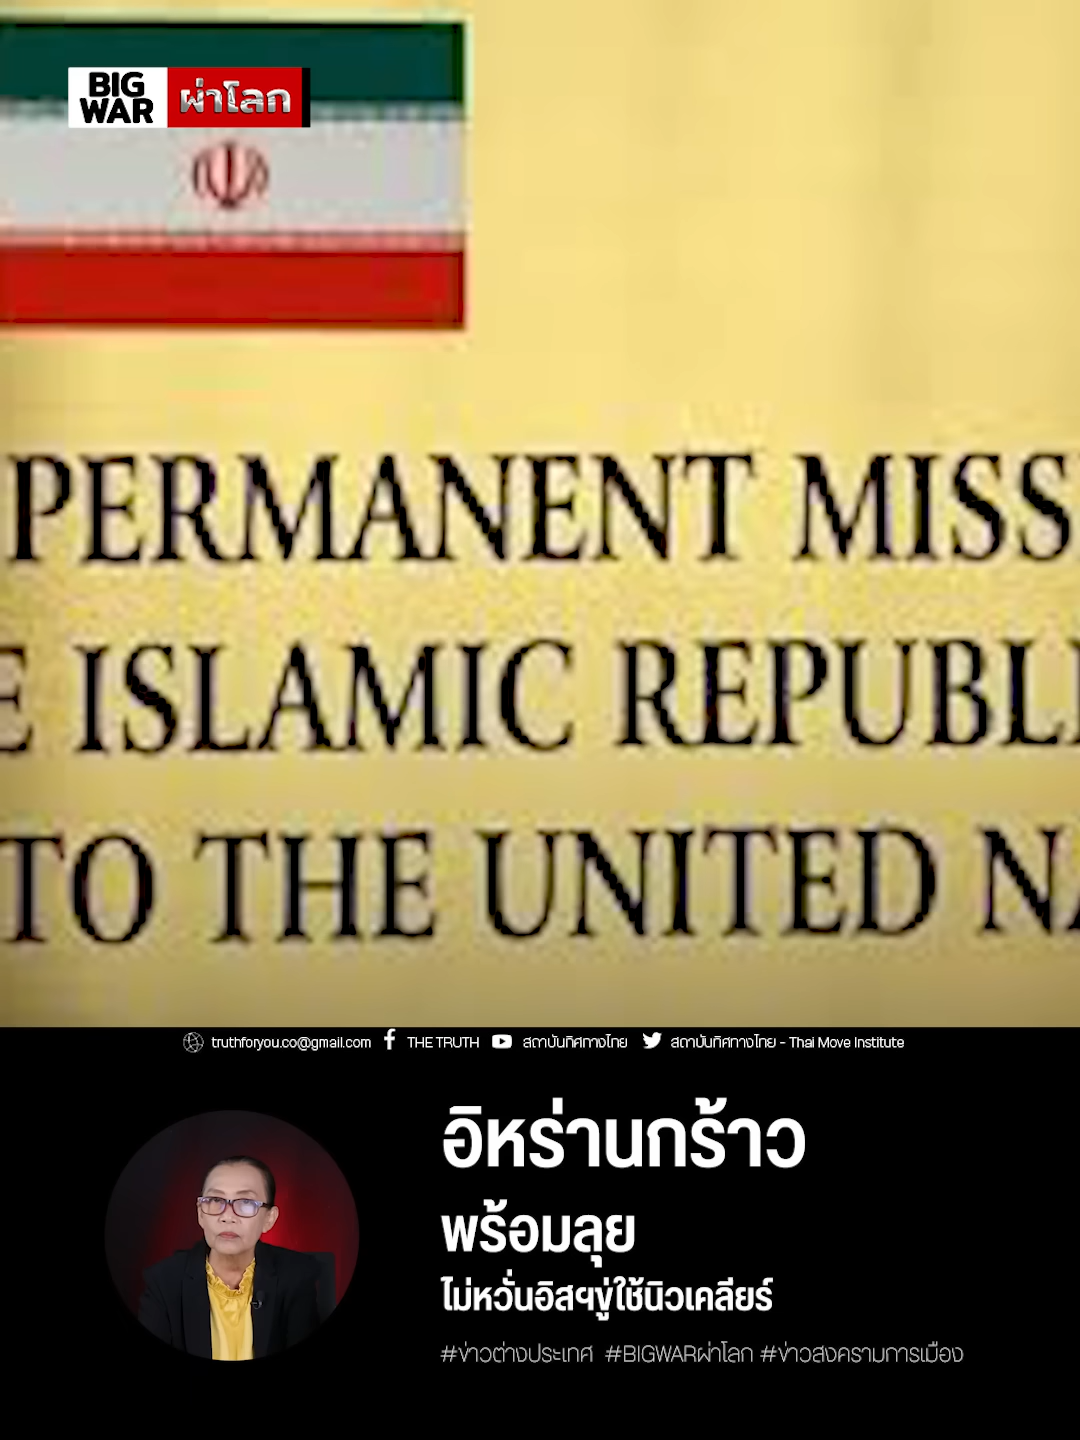 BIG
WAR
ผ่าโลก
PERMANENT MISS
E ISLAMIC REPUBLI
TO THE UNITED NA
truthforyou.co@gmail.com THE TRUTH สถาบันทิศทางไทย สถาบันทิศทางไทย - Thai Move Institute
อิหร่านกร้าว
พร้อมลุย
ไม่หวั่นอิสฯขู่ใช้นิวเคลียร์
#ข่าวต่างประเทศ #BIGWARผ่าโลก #ข่าวสงครามการเมือง